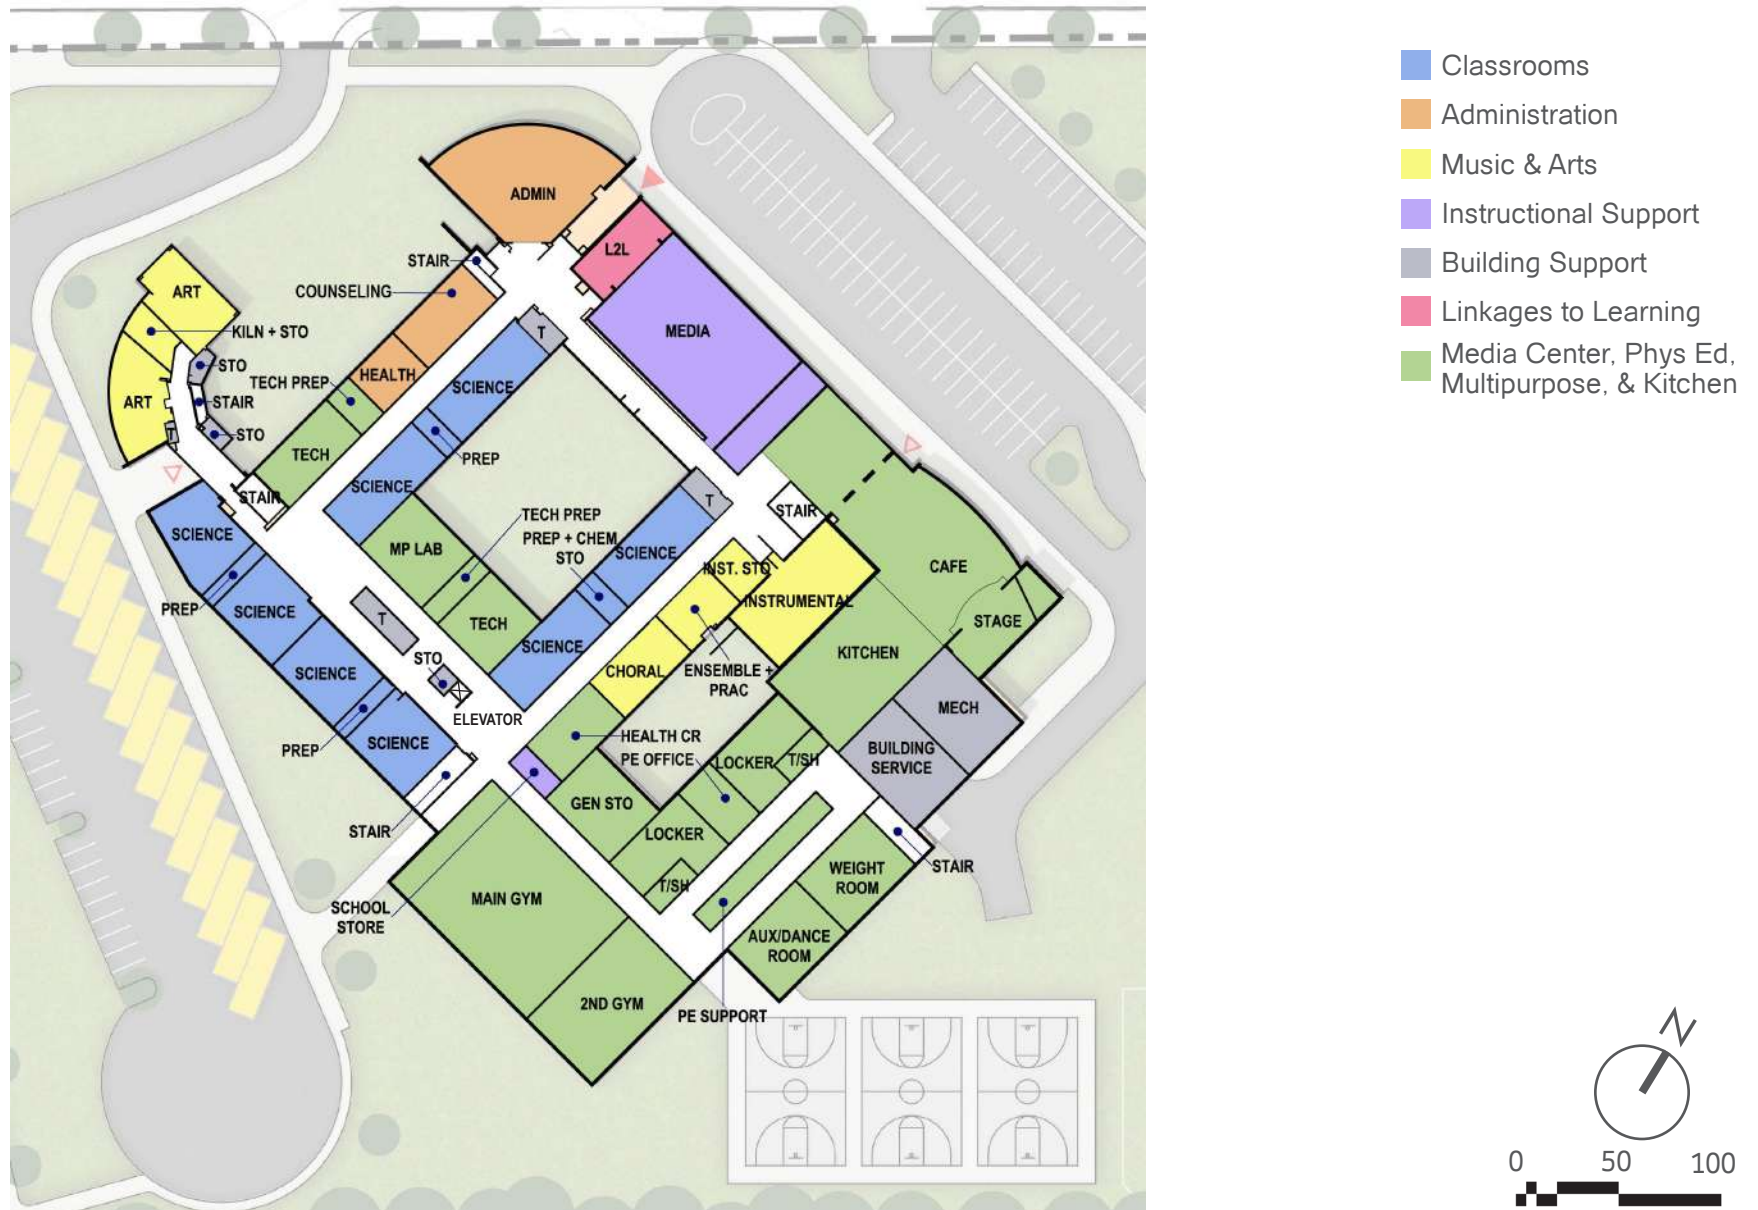 Classrooms
Administration
Music & Arts
Instructional Support
Building Support
Linkages to Learning
Media Center, Phys Ed,
Multipurpose, & Kitchen
ADMIN
L2L
STAIR
COUNSELING
ART
KILN + STO
MEDIA
T
STO
TECH PREP
HEALTH
SCIENCE
ART
STAIR
T
STO
TECH
PREP
SCIENCE
STAIR
T
STAIR
SCIENCE
TECH PREP
MP LAB
PREP + CHEM
STO
SCIENCE
INST. STO
CAFE
PREP
SCIENCE
INSTRUMENTAL
T
TECH
STAGE
SCIENCE
KITCHEN
STO
SCIENCE
CHORAL
ENSEMBLE +
PRAC
MECH
ELEVATOR
PREP
SCIENCE
HEALTH CR
PE OFFICE
LOCKER
T/SH
BUILDING
SERVICE
GEN STO
STAIR
LOCKER
STAIR
WEIGHT
ROOM
T/SH
MAIN GYM
SCHOOL
STORE
AUX/DANCE
ROOM
2ND GYM
PE SUPPORT
N
0 50 100